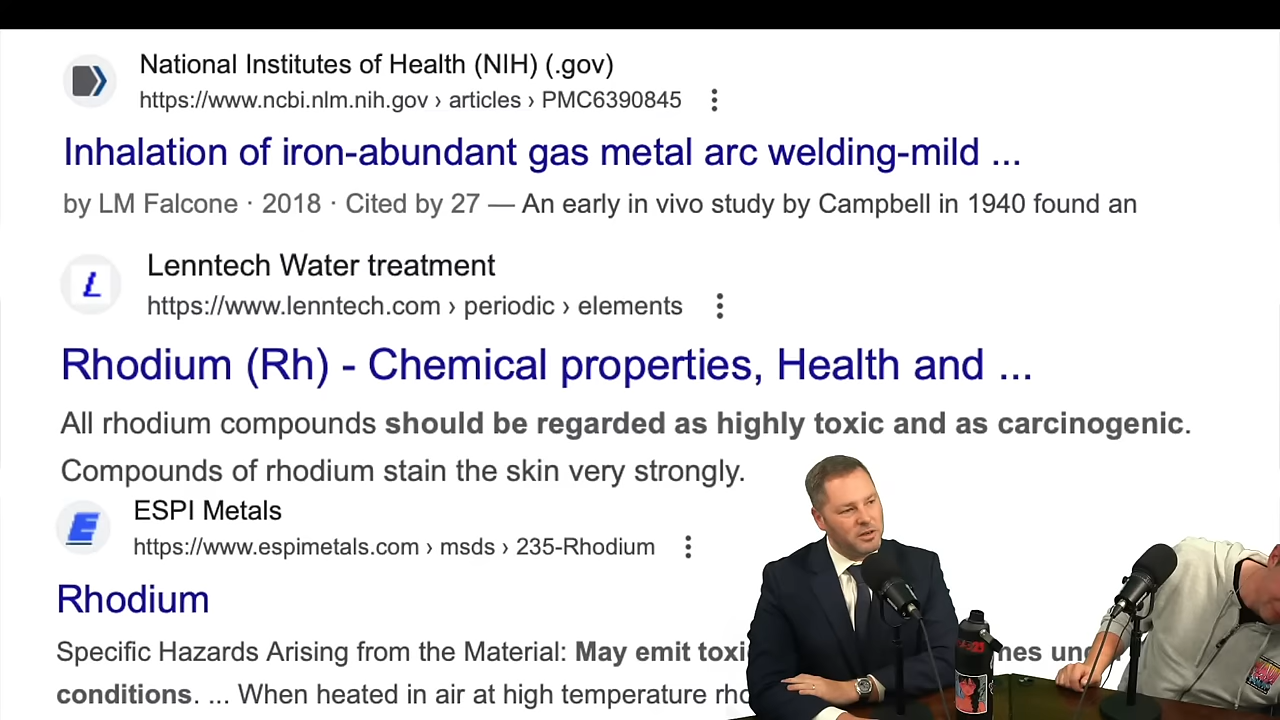 National Institutes of Health (NIH) (.gov)
https://www.ncbi.nlm.nih.gov › articles › PMC6390845
Inhalation of iron-abundant gas metal arc welding-mild ...
by LM Falcone · 2018 · Cited by 27 — An early in vivo study by Campbell in 1940 found an
Lenntech Water treatment
https://www.lenntech.com › periodic › elements
Rhodium (Rh) - Chemical properties, Health and ...
All rhodium compounds should be regarded as highly toxic and as carcinogenic.
Compounds of rhodium stain the skin very strongly.
ESPI Metals
https://www.espimetals.com › msds › 235-Rhodium
Rhodium
Specific Hazards Arising from the Material: May emit
conditions. ... When heated in air at high temperature